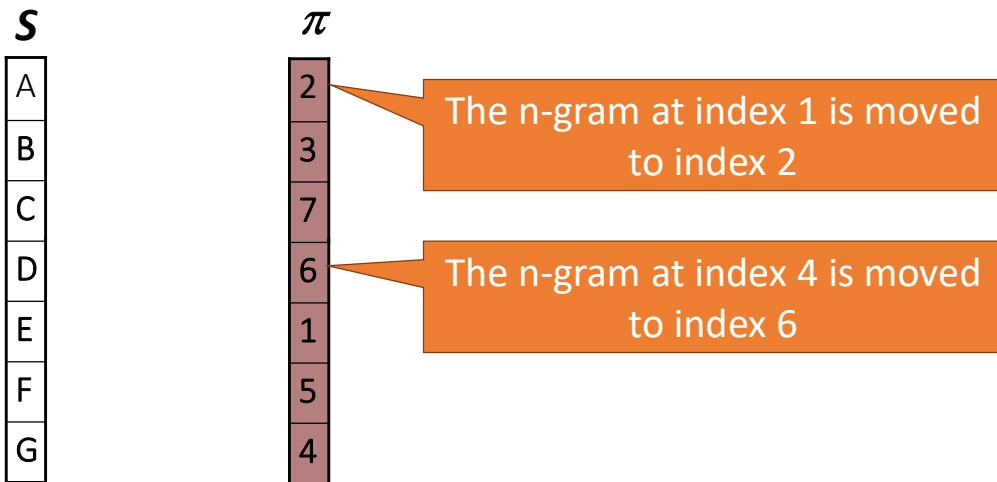 S π
A 2
The n-gram at index 1 is moved
to index 2
B 3
C 7
D 6
The n-gram at index 4 is moved
to index 6
E 1
F 5
G 4